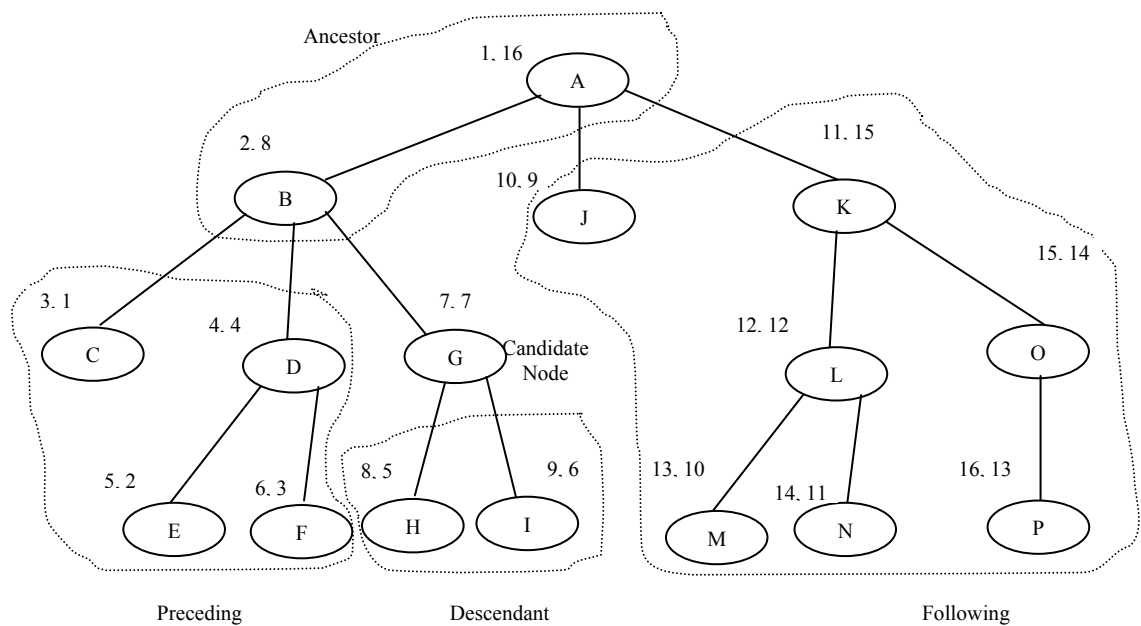 Ancestor
1, 16
A
2, 8
11, 15
10, 9
B
J
K
15, 14
3, 1
7, 7
4, 4
12, 12
C
D
G
Candidate
Node
L
O
5, 2
6, 3
8, 5
9, 6
13, 10
14, 11
16, 13
E
F
H
I
M
N
P
Preceding
Descendant
Following